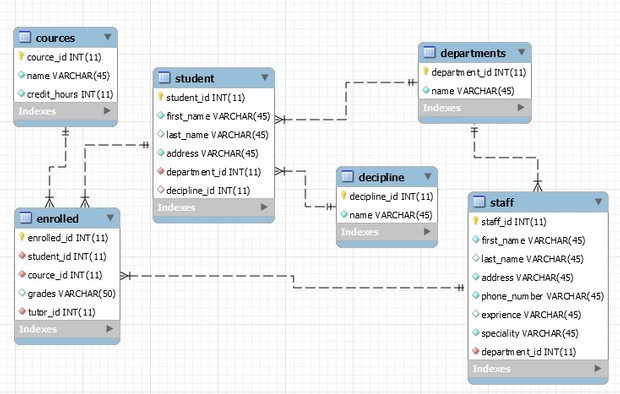 cources
cource_id INT(11)
name VARCHAR(45)
credit_hours INT(11)
Indexes
student
student_id INT(11)
first_name VARCHAR(45)
last_name VARCHAR(45)
address VARCHAR(45)
department_id INT(11)
decipline_id INT(11)
Indexes
departments
department_id INT(11)
name VARCHAR(45)
Indexes
decipline
decipline_id INT(11)
name VARCHAR(45)
Indexes
enrolled
enrolled_id INT(11)
student_id INT(11)
cource_id INT(11)
grades VARCHAR(50)
tutor_id INT(11)
Indexes
staff
staff_id INT(11)
first_name VARCHAR(45)
last_name VARCHAR(45)
address VARCHAR(45)
phone_number VARCHAR(45)
exprience VARCHAR(45)
speciality VARCHAR(45)
department_id INT(11)
Indexes